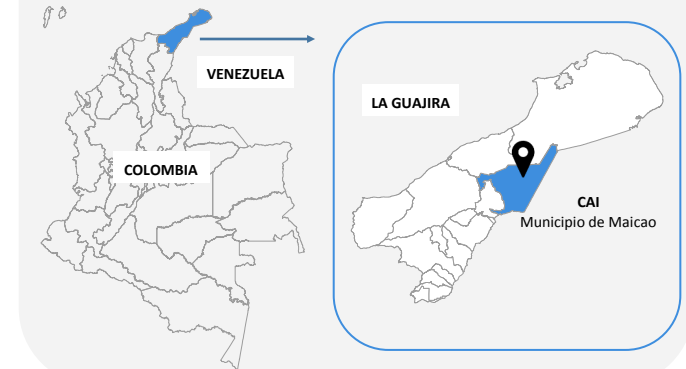 VENEZUELA
COLOMBIA
LA GUAJIRA
CAI
Municipio de Maicao